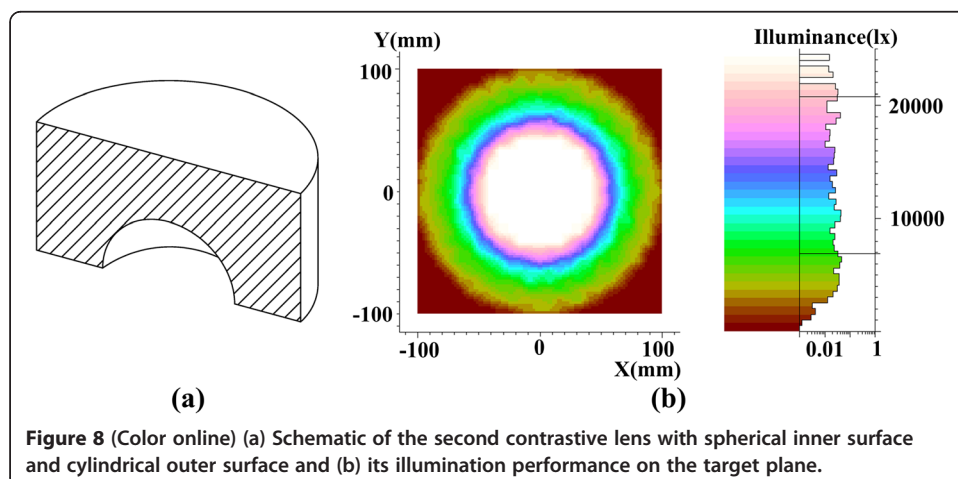 Y(mm)
100
0
-100
-100 0 100
X(mm)
Illuminance(lx)
20000
10000
0.01 1
(a) (b)
Figure 8 (Color online) (a) Schematic of the second contrastive lens with spherical inner surface
and cylindrical outer surface and (b) its illumination performance on the target plane.